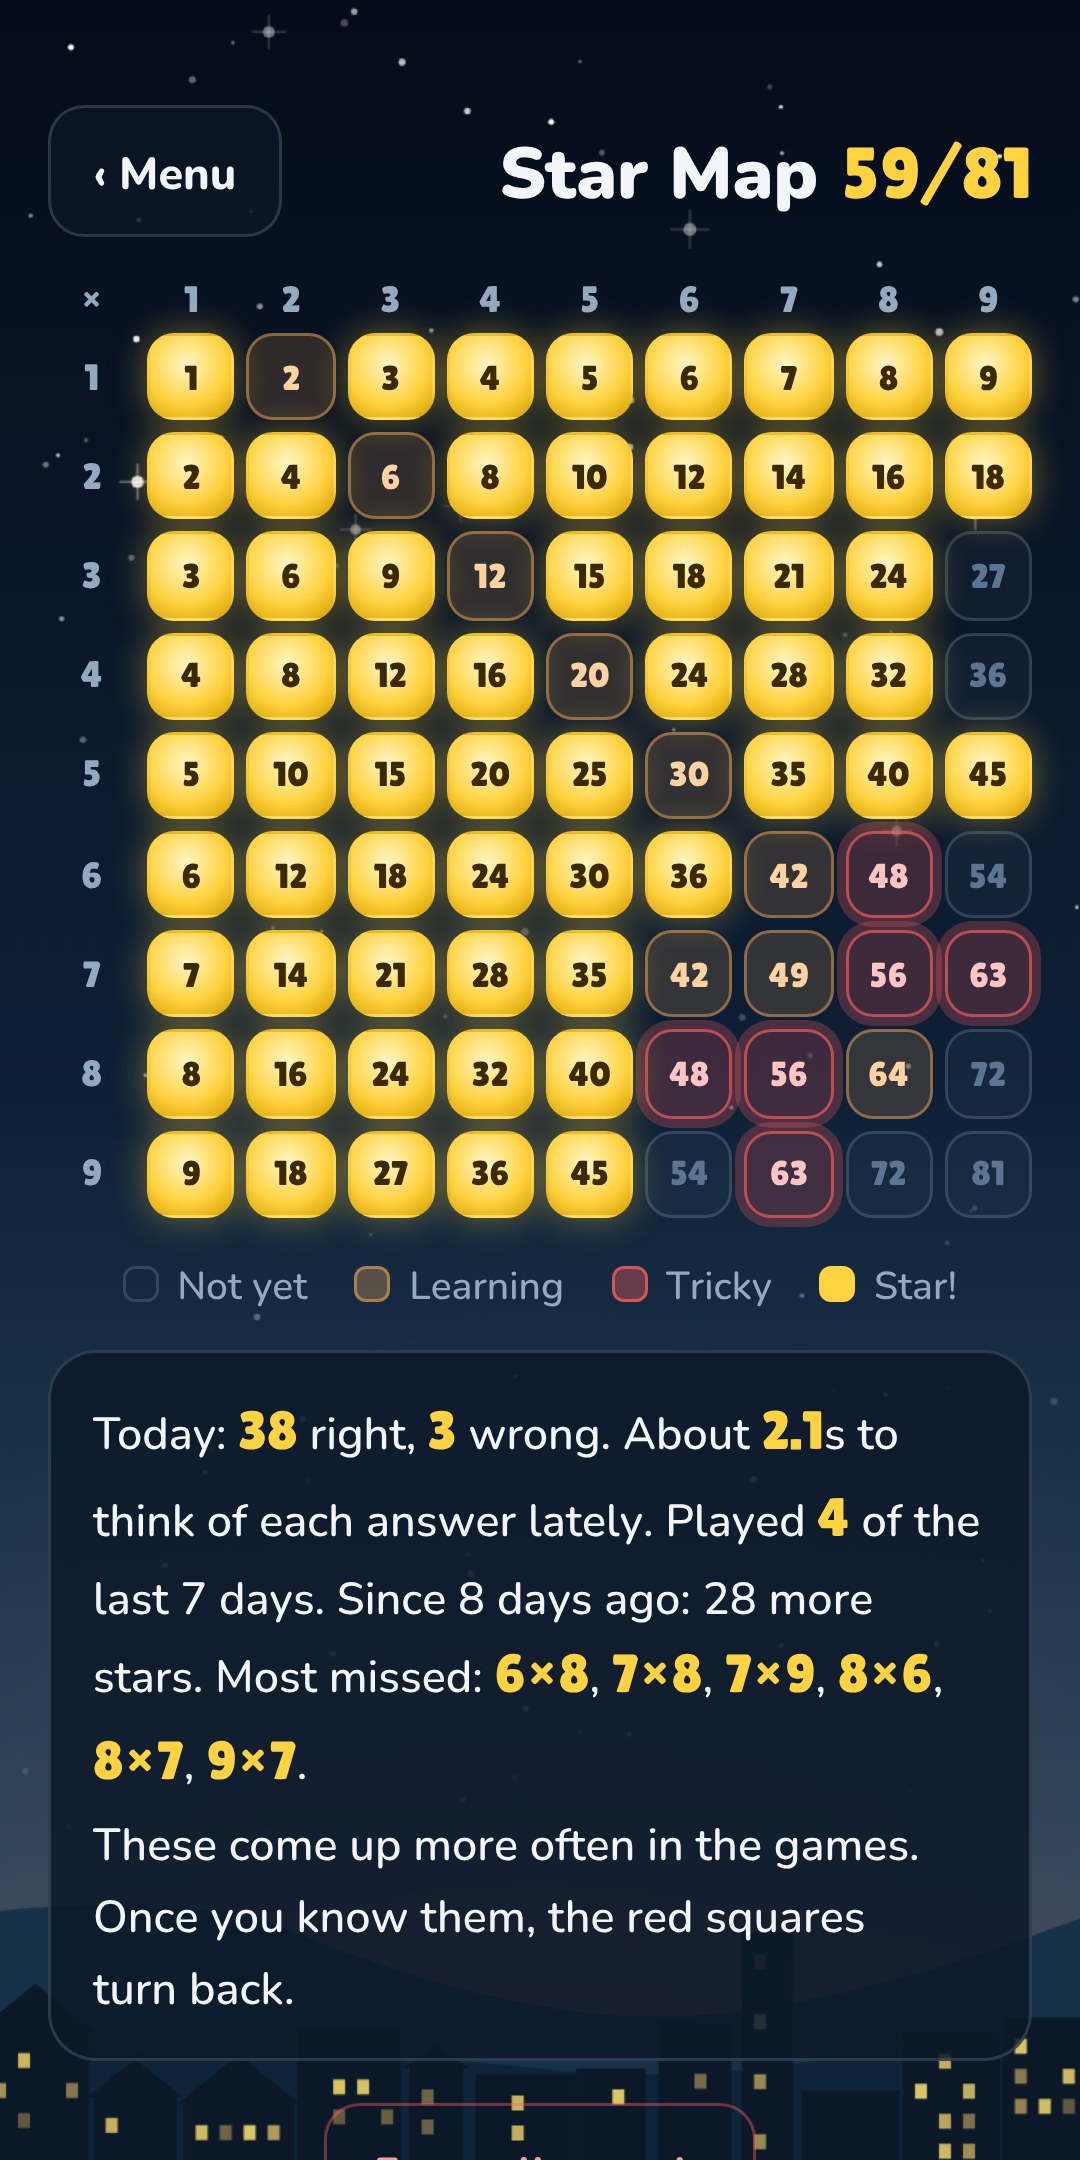 ‹ Menu
Star Map 59/81
× 1 2 3 4 5 6 7 8 9
1 1 2 3 4 5 6 7 8 9
2 2 4 6 8 10 12 14 16 18
3 3 6 9 12 15 18 21 24 27
4 4 8 12 16 20 24 28 32 36
5 5 10 15 20 25 30 35 40 45
6 6 12 18 24 30 36 42 48 54
7 7 14 21 28 35 42 49 56 63
8 8 16 24 32 40 48 56 64 72
9 9 18 27 36 45 54 63 72 81
Not yet Learning Tricky Star!
Today: 38 right, 3 wrong. About 2.1s to
think of each answer lately. Played 4 of the
last 7 days. Since 8 days ago: 28 more
stars. Most missed: 6×8, 7×8, 7×9, 8×6,
8×7, 9×7.
These come up more often in the games.
Once you know them, the red squares
turn back.